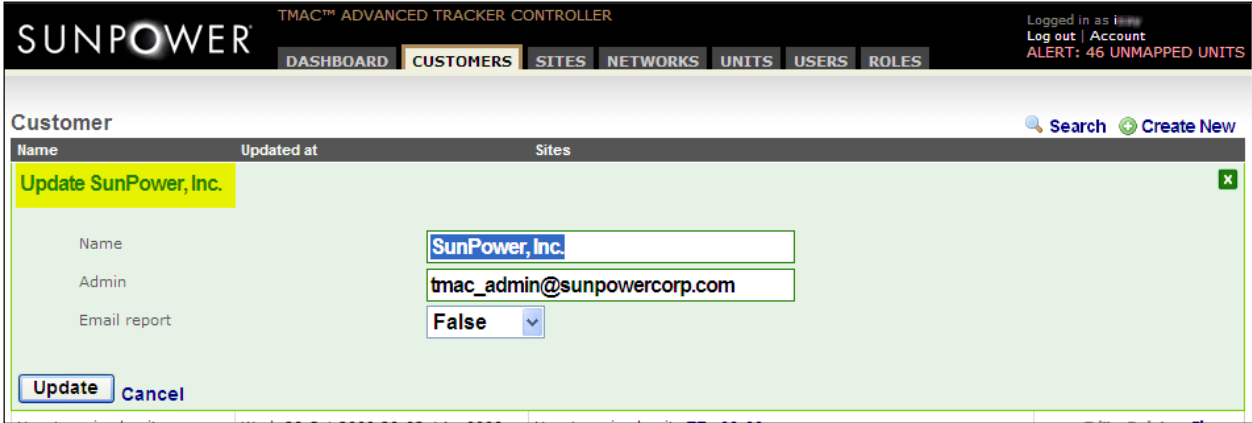 SUNPOWER
TMAC™ ADVANCED TRACKER CONTROLLER
Logged in as
Log out | Account
ALERT: 46 UNMAPPED UNITS
DASHBOARD CUSTOMERS SITES NETWORKS UNITS USERS ROLES
Customer
Search Create New
Name Updated at Sites
Update SunPower, Inc.
x
Name SunPower, Inc.
Admin tmac_admin@sunpowercorp.com
Email report False
Update Cancel